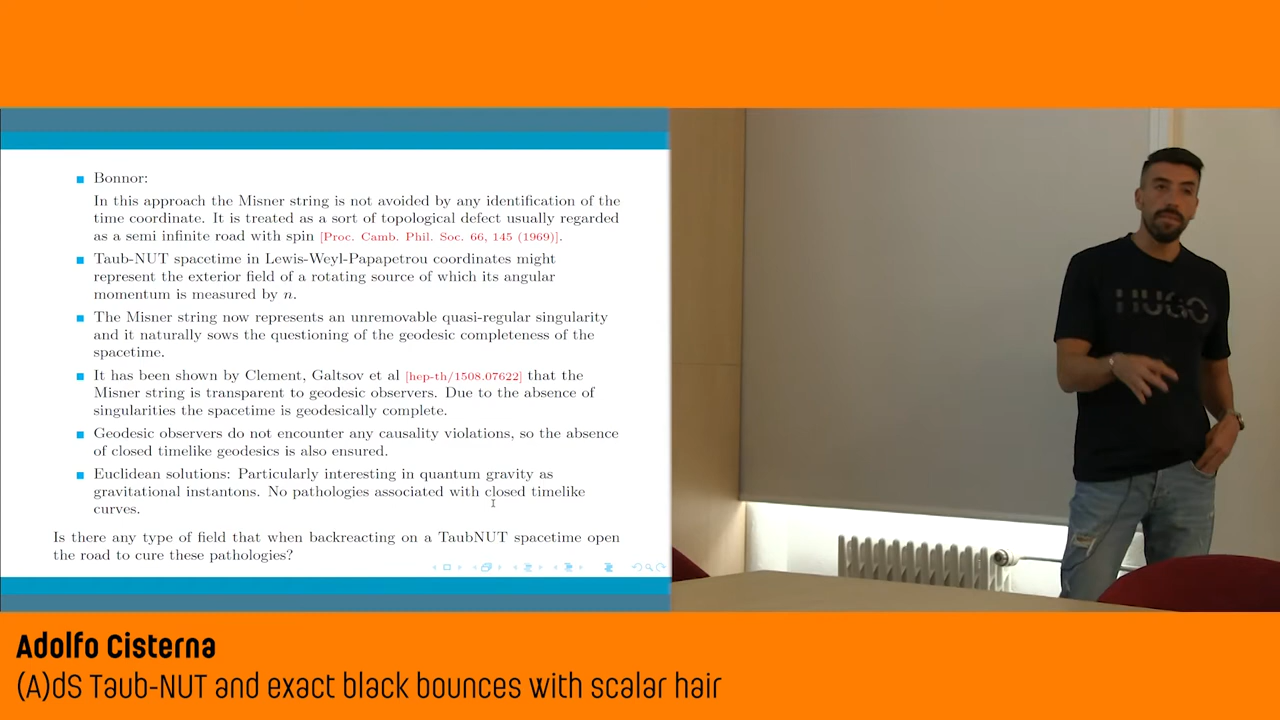 Bonnor:
In this approach the Misner string is not avoided by any identification of the
time coordinate. It is treated as a sort of topological defect usually regarded
as a semi infinite road with spin [Proc. Camb. Phil. Soc. 66, 145 (1969)].
Taub-NUT spacetime in Lewis-Weyl-Papapetrou coordinates might
represent the exterior field of a rotating source of which its angular
momentum is measured by n.
The Misner string now represents an unremovable quasi-regular singularity
and it naturally sows the questioning of the geodesic completeness of the
spacetime.
It has been shown by Clement, Galtsov et al [hep-th/1508.07622] that the
Misner string is transparent to geodesic observers. Due to the absence of
singularities the spacetime is geodesically complete.
Geodesic observers do not encounter any causality violations, so the absence
of closed timelike geodesics is also ensured.
Euclidean solutions: Particularly interesting in quantum gravity as
gravitational instantons. No pathologies associated with closed timelike
curves.
Is there any type of field that when backreacting on a TaubNUT spacetime open
the road to cure these pathologies?
HUGO
Adolfo Cisterna
(A)dS Taub-NUT and exact black bounces with scalar hair